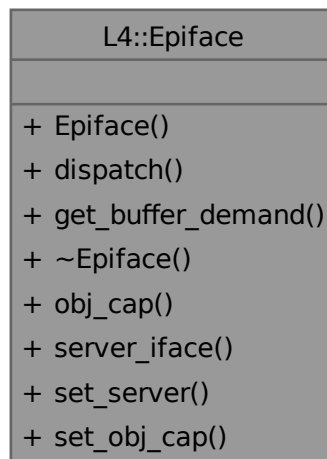 L4::Epiface
+ Epiface()
+ dispatch()
+ get_buffer_demand()
+ ~Epiface()
+ obj_cap()
+ server_iface()
+ set_server()
+ set_obj_cap()